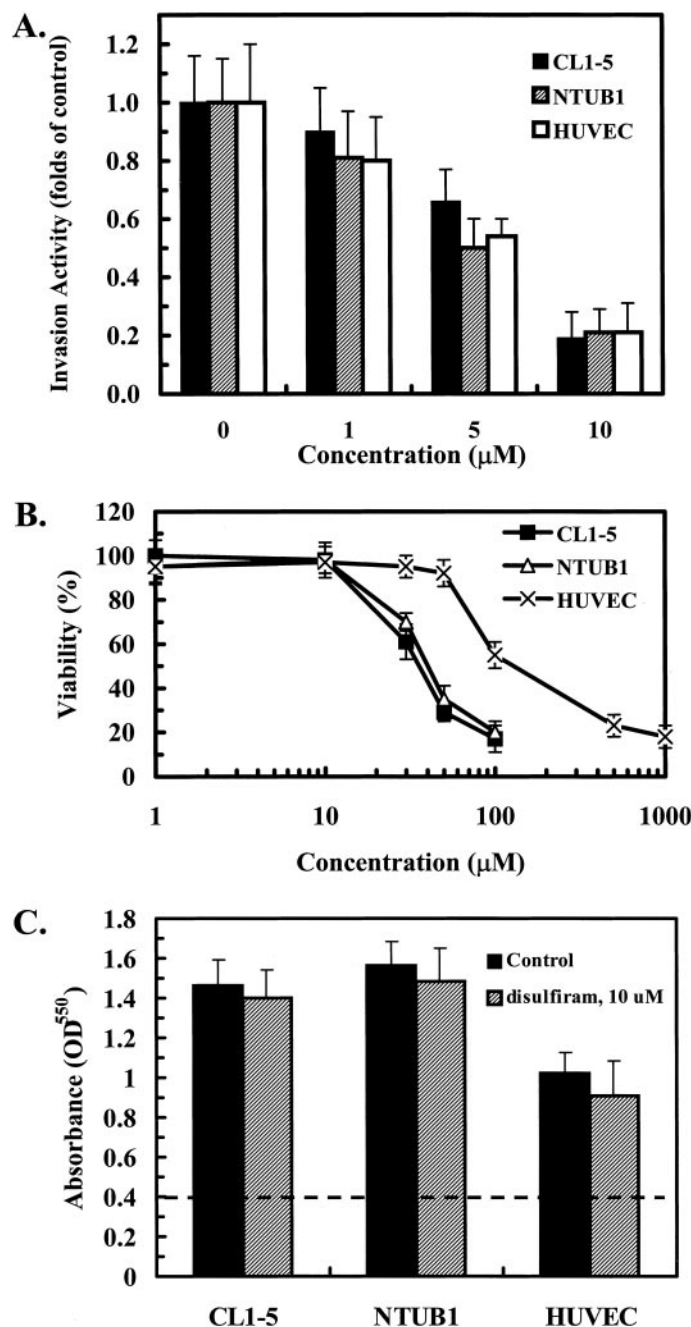 A.
Invasion Activity (folds of control)
1.2
1.0
0.8
0.6
0.4
0.2
0.0
CL1-5
NTUB1
HUVEC
0 1 5 10
Concentration (μM)
B.
Viability (%)
120
100
80
60
40
20
0
CL1-5
NTUB1
HUVEC
1 10 100 1000
Concentration (μM)
C.
Absorbance (OD550)
1.8
1.6
1.4
1.2
1
0.8
0.6
0.4
0.2
0
Control
disulfiram, 10 uM
CL1-5 NTUB1 HUVEC